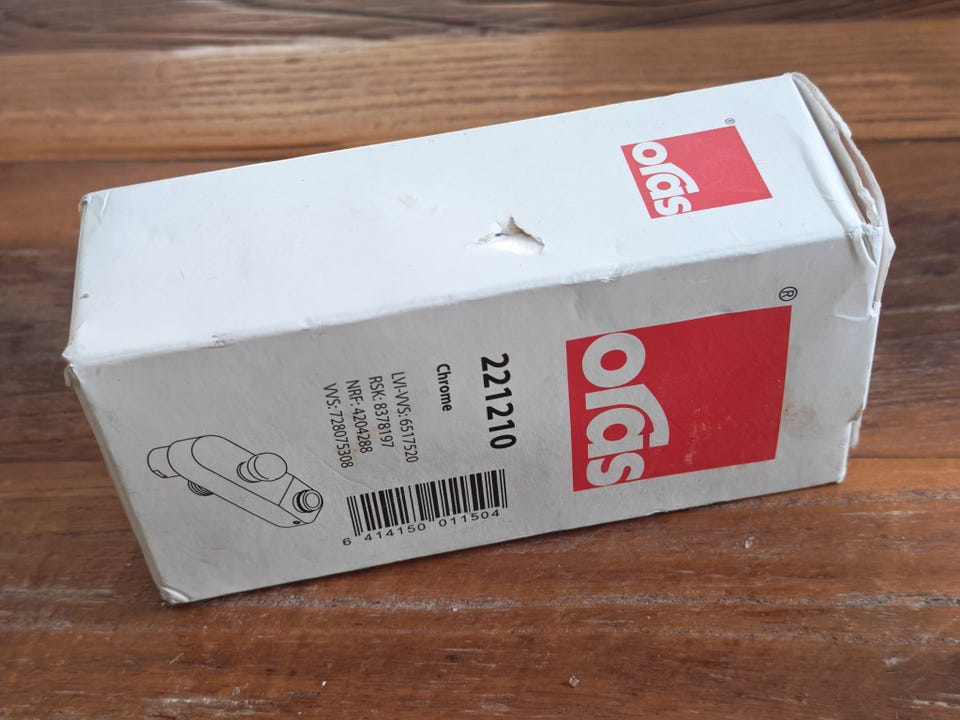 oras®
oras®
221210
Chrome
LVI-VVS: 6517520
RSK: 8378197
NRF: 4204288
VVS: 728075308
6 414150 011504